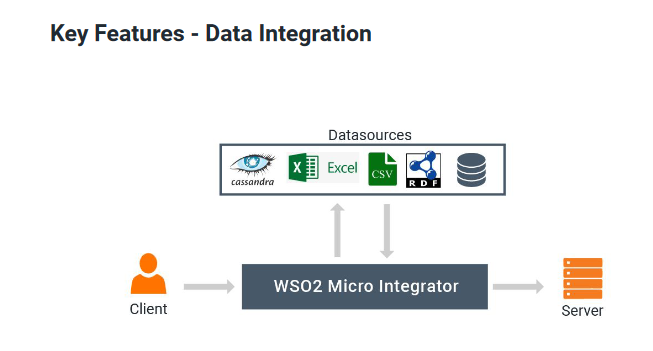 Key Features - Data Integration
Datasources
cassandra
X Excel
CSV
RDF
Client
WSO2 Micro Integrator
Server